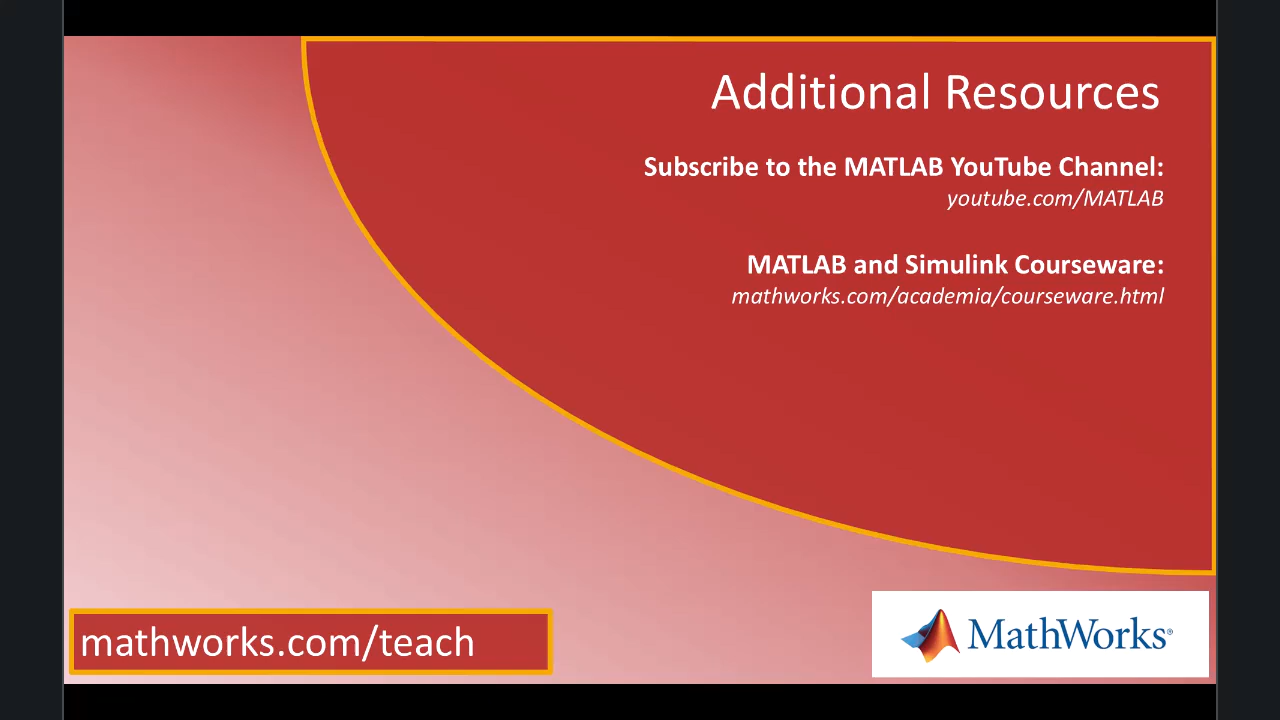 Additional Resources
Subscribe to the MATLAB YouTube Channel:
youtube.com/MATLAB
MATLAB and Simulink Courseware:
mathworks.com/academia/courseware.html
mathworks.com/teach
MathWorks®